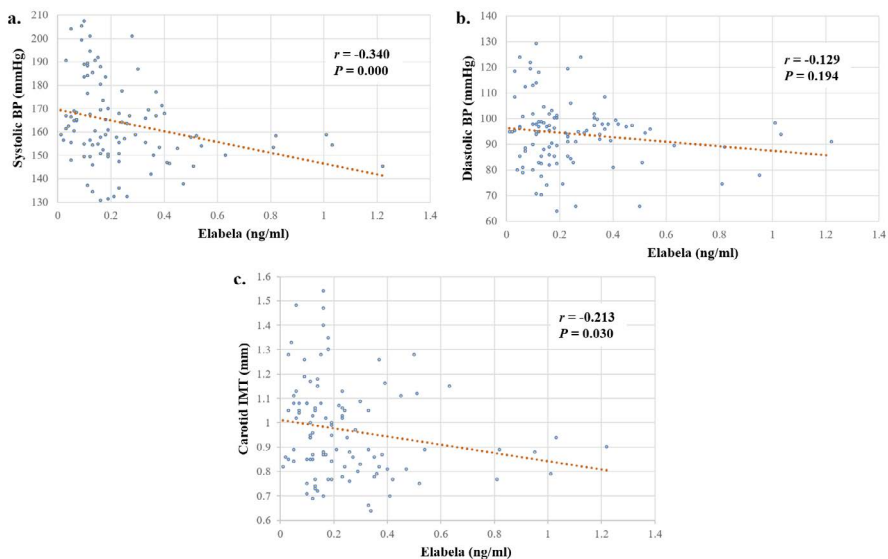 a.
210
200
190
180
170
160
150
140
130
Systolic BP (mmHg)
r = -0.340
P = 0.000
0 0.2 0.4 0.6 0.8 1 1.2 1.4
Elabela (ng/ml)
b.
140
130
120
110
100
90
80
70
60
Diastolic BP (mmHg)
r = -0.129
P = 0.194
0 0.2 0.4 0.6 0.8 1 1.2 1.4
Elabela (ng/ml)
c.
1.6
1.5
1.4
1.3
1.2
1.1
1
0.9
0.8
0.7
0.6
Carotid IMT (mm)
r = -0.213
P = 0.030
0 0.2 0.4 0.6 0.8 1 1.2 1.4
Elabela (ng/ml)